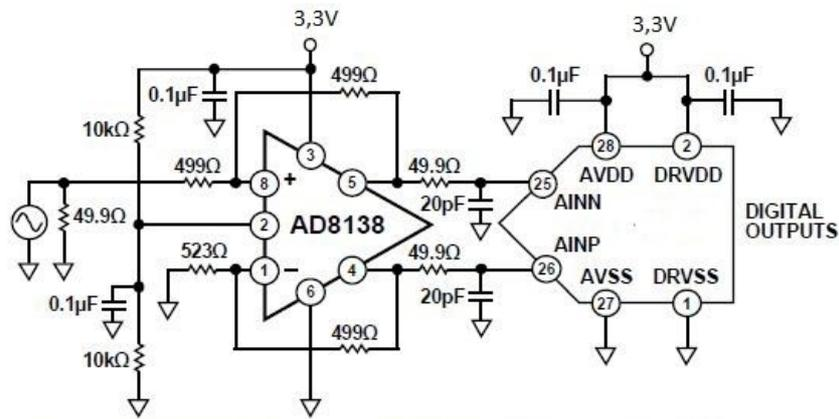 3,3V
3,3V
0.1µF
499Ω
0.1µF
0.1µF
10kΩ
499Ω
3
28
2
8
+
5
49.9Ω
25
AVDD
DRVDD
AINN
49.9Ω
2
AD8138
20pF
DIGITAL
OUTPUTS
523Ω
1
−
4
49.9Ω
26
AINP
AVSS
DRVSS
0.1µF
6
20pF
27
1
499Ω
10kΩ